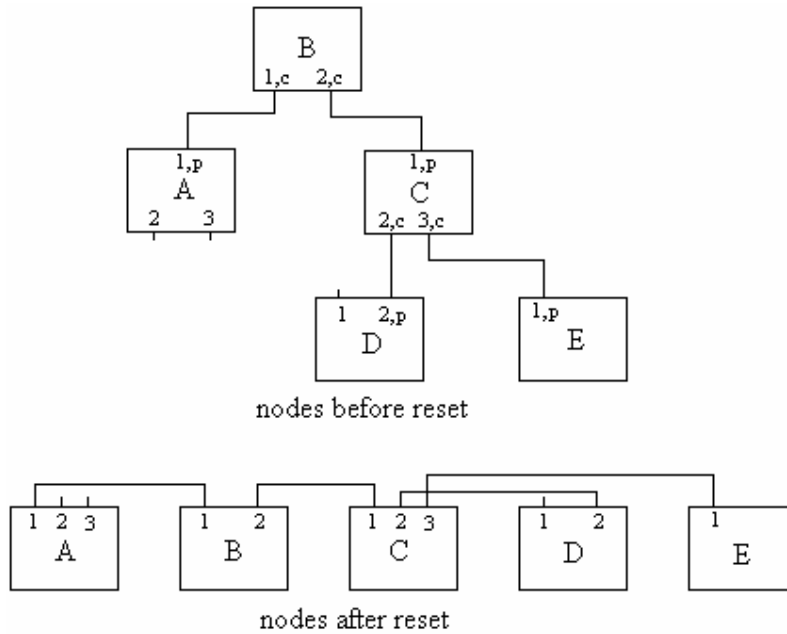 B
1,c 2,c
1,p
A
2 3
1,p
C
2,c 3,c
1 2,p
D
1,p
E
nodes before reset
1 2 3
A
1 2
B
1 2 3
C
1 2
D
1
E
nodes after reset